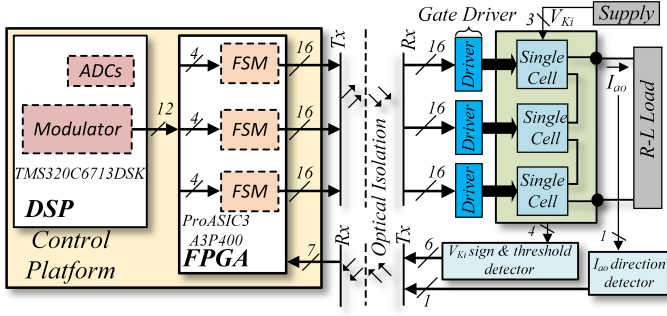 Gate Driver
3
V_Ki
Supply
4
16
Tx
Rx
16
ADCs
FSM
Driver
Single
Cell
I_ao
12
Modulator
4
16
FSM
16
Driver
Single
Cell
R-L Load
TMS320C6713DSK
Optical Isolation
4
16
FSM
16
Driver
Single
Cell
DSP
ProASIC3
A3P400
FPGA
Control
Platform
7
Rx
Tx
6
4
1
V_Ki sign & threshold
detector
1
I_ao direction
detector